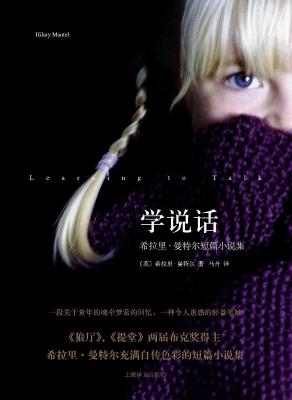 Hilary Mantel
Learning to Talk
学说话
希拉里·曼特尔短篇小说集
〔英〕希拉里·曼特尔 著 马丹 译
一段关于童年的魂牵梦萦的回忆，一种令人迷惑的轻盈笔触
《狼厅》、《提堂》两届布克奖得主
希拉里·曼特尔充满自传色彩的短篇小说集
上海译文出版社